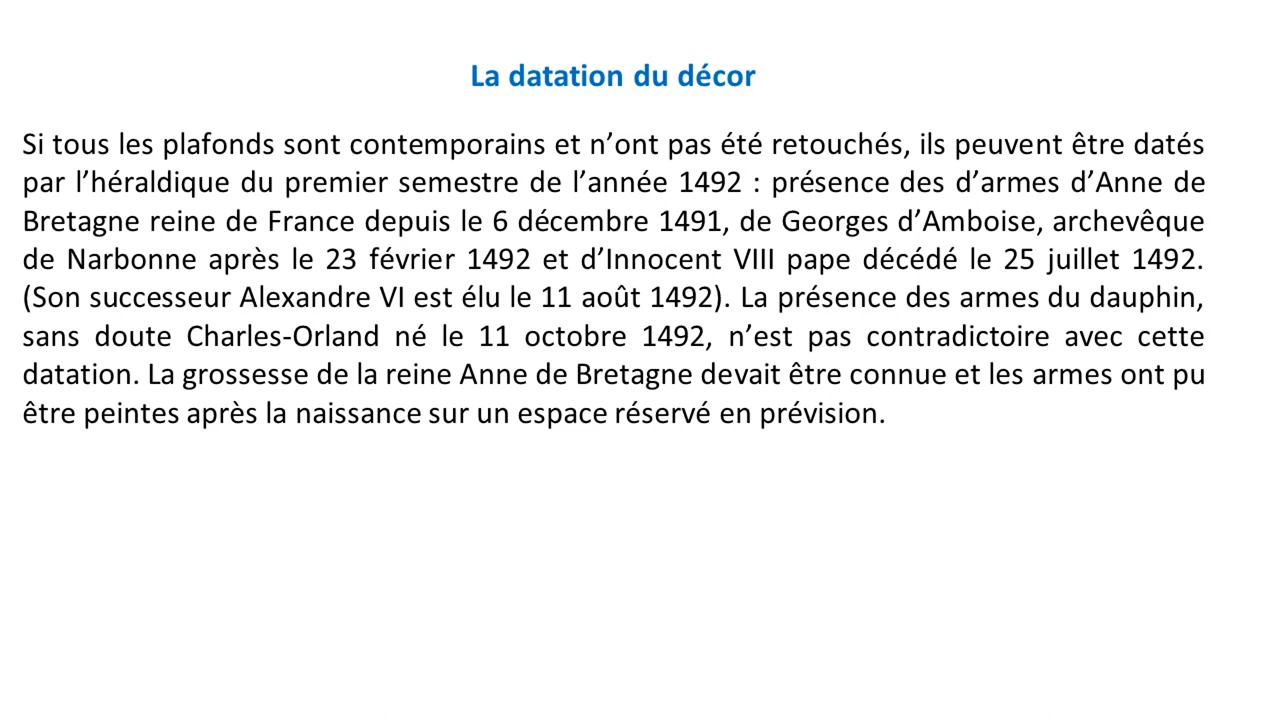 La datation du décor
Si tous les plafonds sont contemporains et n’ont pas été retouchés, ils peuvent être datés
par l’héraldique du premier semestre de l’année 1492 : présence des d’armes d’Anne de
Bretagne reine de France depuis le 6 décembre 1491, de Georges d’Amboise, archevêque
de Narbonne après le 23 février 1492 et d’Innocent VIII pape décédé le 25 juillet 1492.
(Son successeur Alexandre VI est élu le 11 août 1492). La présence des armes du dauphin,
sans doute Charles-Orland né le 11 octobre 1492, n’est pas contradictoire avec cette
datation. La grossesse de la reine Anne de Bretagne devait être connue et les armes ont pu
être peintes après la naissance sur un espace réservé en prévision.